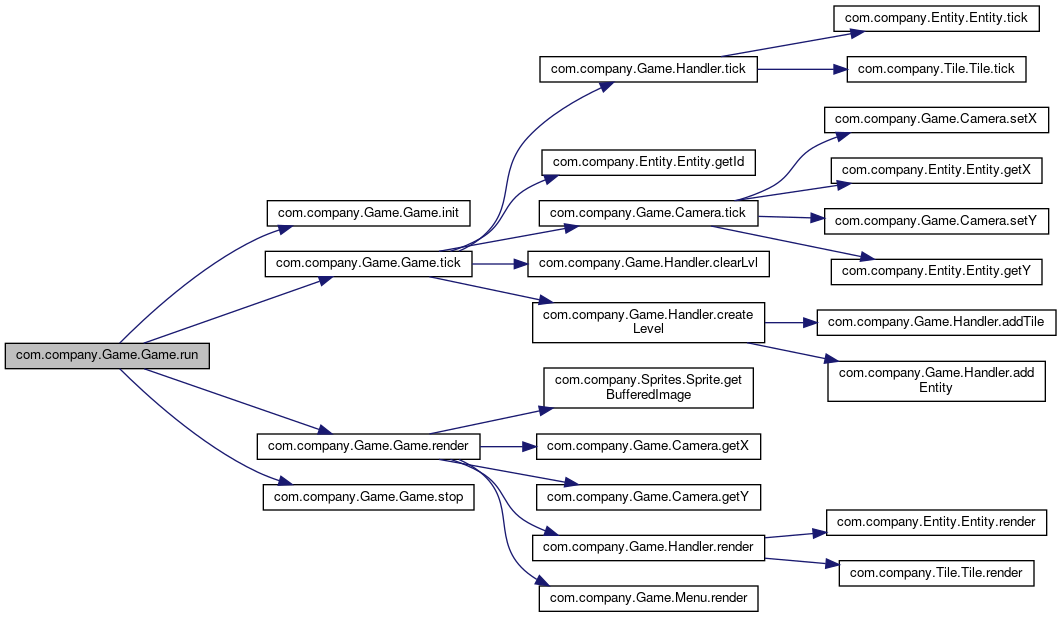 com.company.Game.Game.run
com.company.Game.Game.init
com.company.Game.Game.tick
com.company.Game.Game.render
com.company.Game.Game.stop
com.company.Game.Handler.tick
com.company.Entity.Entity.getId
com.company.Game.Camera.tick
com.company.Game.Handler.clearLvl
com.company.Game.Handler.create
Level
com.company.Sprites.Sprite.get
BufferedImage
com.company.Game.Camera.getX
com.company.Game.Camera.getY
com.company.Game.Handler.render
com.company.Game.Menu.render
com.company.Entity.Entity.tick
com.company.Tile.Tile.tick
com.company.Game.Camera.setX
com.company.Entity.Entity.getX
com.company.Game.Camera.setY
com.company.Entity.Entity.getY
com.company.Game.Handler.addTile
com.company.Game.Handler.add
Entity
com.company.Entity.Entity.render
com.company.Tile.Tile.render